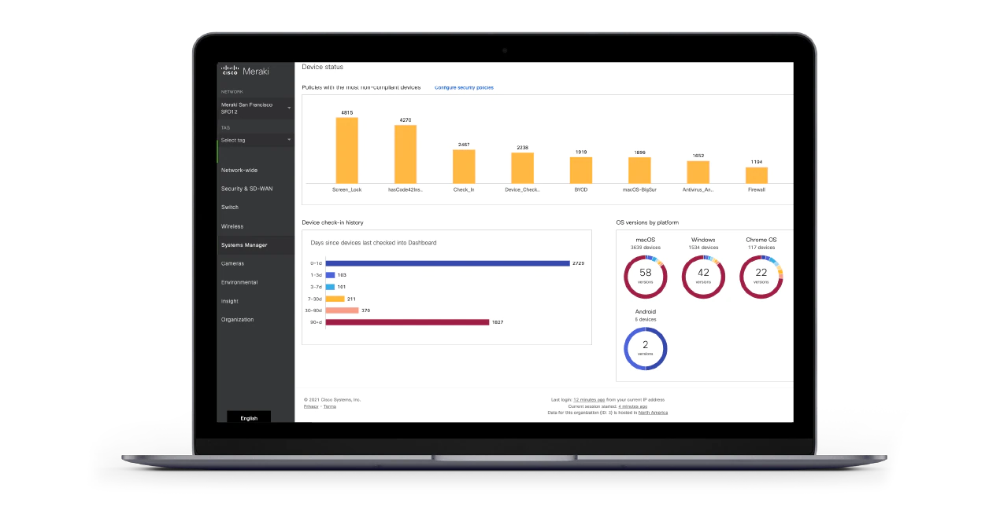 cisco Meraki
NETWORK
Meraki San Francisco
SFO12
TAG
Select tag
Network-wide
Security & SD-WAN
Switch
Wireless
Systems Manager
Cameras
Environmental
Insight
Organization
English
Device status
Policies with the most non-compliant devices Configure security policies
4815 4270 2467 2238 1919 1896 1652 1194
Screen_Lock hasCode42Ins.. Check_In Device_Check.. BYOD macOS-BigSur Antivirus_An... Firewall
Device check-in history
Days since devices last checked into Dashboard
0-1d 2729
1-3d 103
3-7d 101
7-30d 211
30-90d 370
90+d 1827
OS versions by platform
macOS Windows Chrome OS
3639 devices 1534 devices 117 devices
58 42 22
versions versions versions
Android
5 devices
2
versions
© 2021 Cisco Systems, Inc.
Privacy - Terms
Last login: 12 minutes ago from your current IP address
Current session started: 4 minutes ago
Data for this organization (ID: 3) is hosted in North America